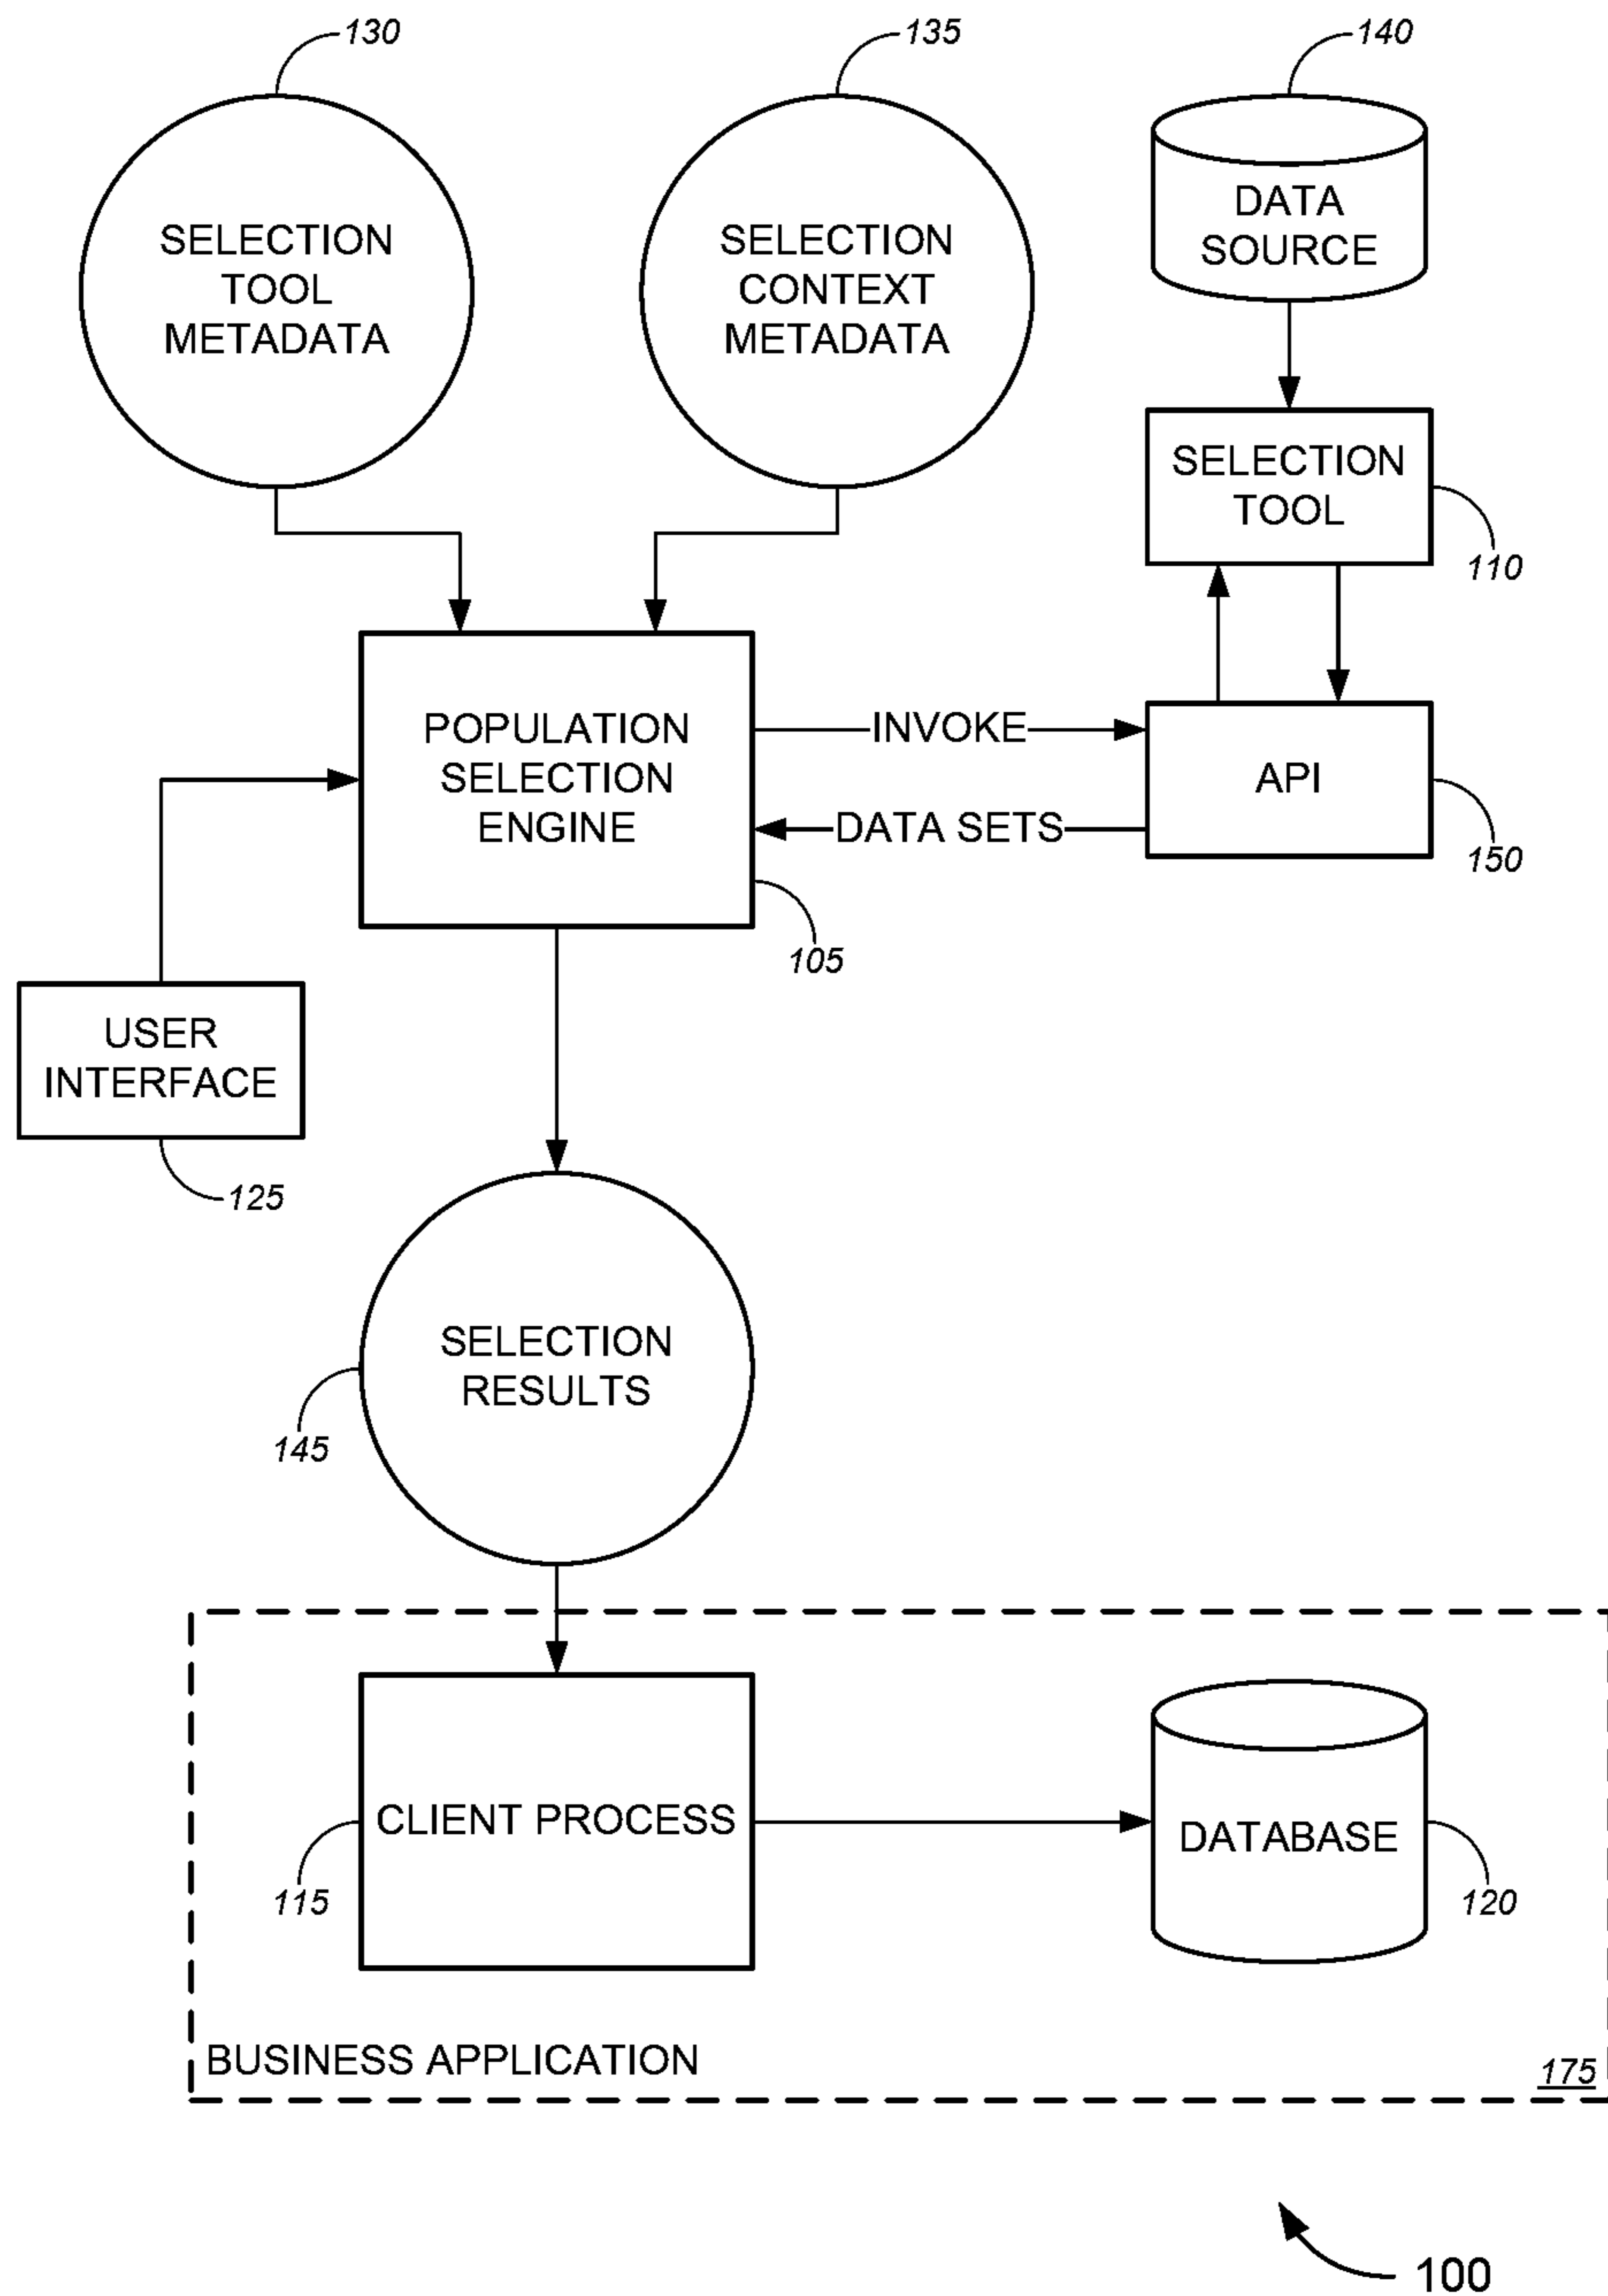 130
135
140
SELECTION
TOOL
METADATA
SELECTION
CONTEXT
METADATA
DATA
SOURCE
SELECTION
TOOL
110
POPULATION
SELECTION
ENGINE
INVOKE
DATA SETS
API
150
105
USER
INTERFACE
125
SELECTION
RESULTS
145
CLIENT PROCESS
115
DATABASE
120
BUSINESS APPLICATION
175
100